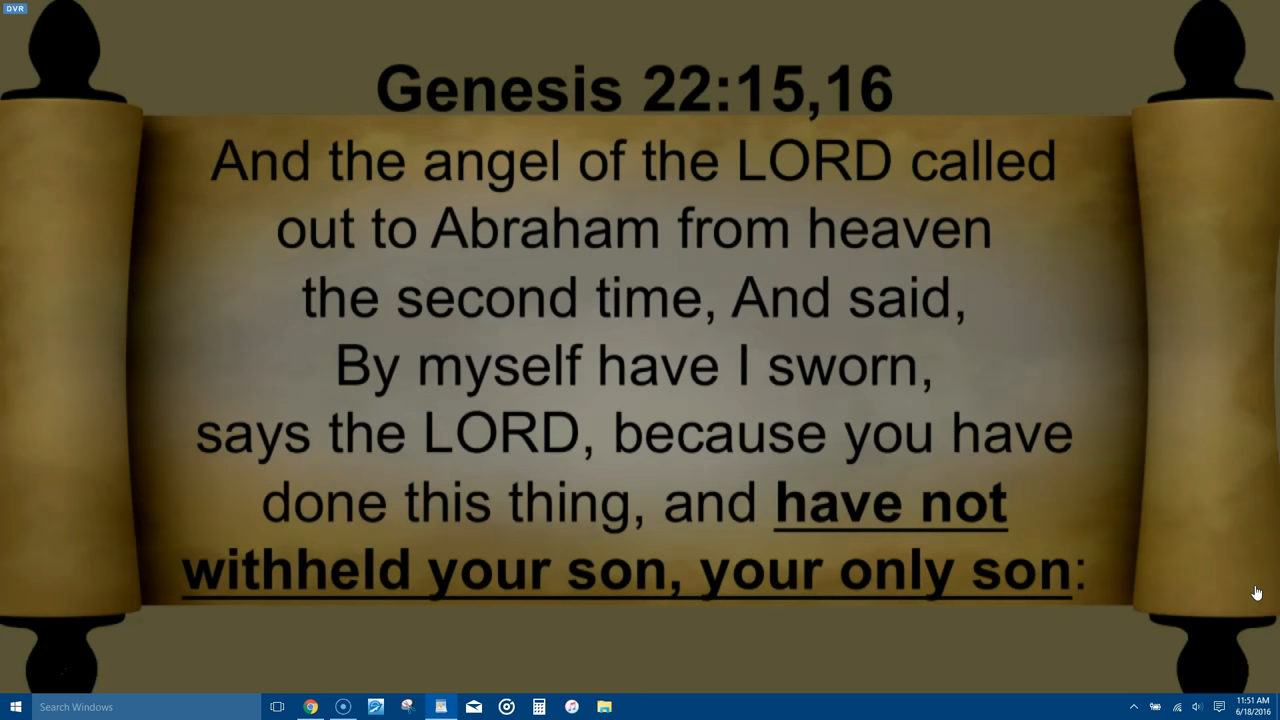 DVR
Genesis 22:15,16
And the angel of the LORD called
out to Abraham from heaven
the second time, And said,
By myself have I sworn,
says the LORD, because you have
done this thing, and have not
withheld your son, your only son:
Search Windows
11:51 AM
6/18/2016